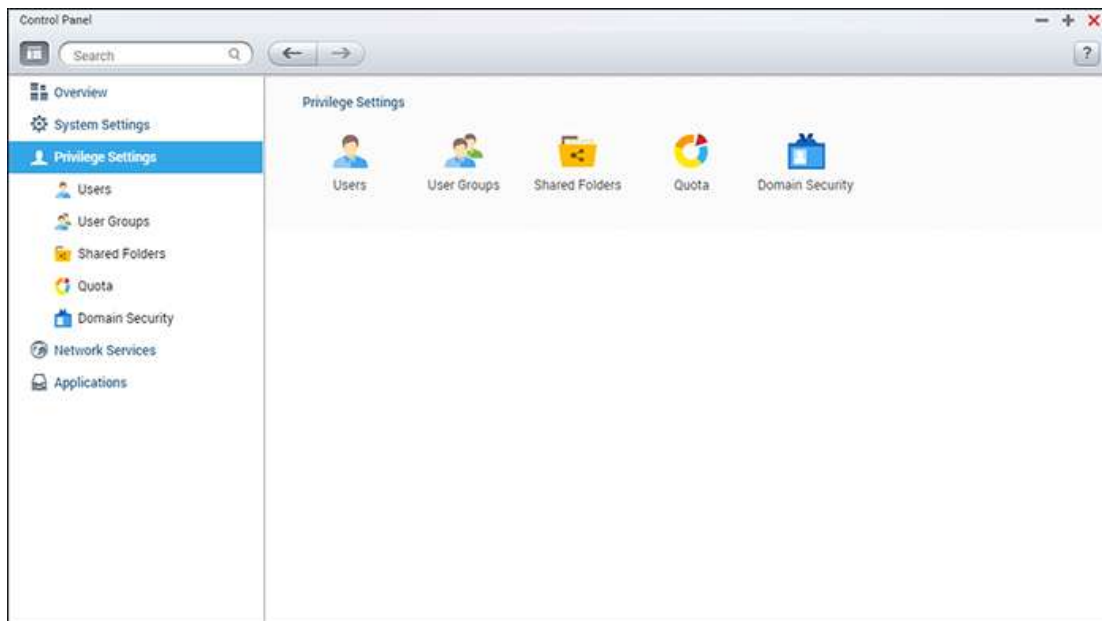 Control Panel
Search
?
Overview
System Settings
Privilege Settings
Users
User Groups
Shared Folders
Quota
Domain Security
Network Services
Applications
Privilege Settings
Users User Groups Shared Folders Quota Domain Security